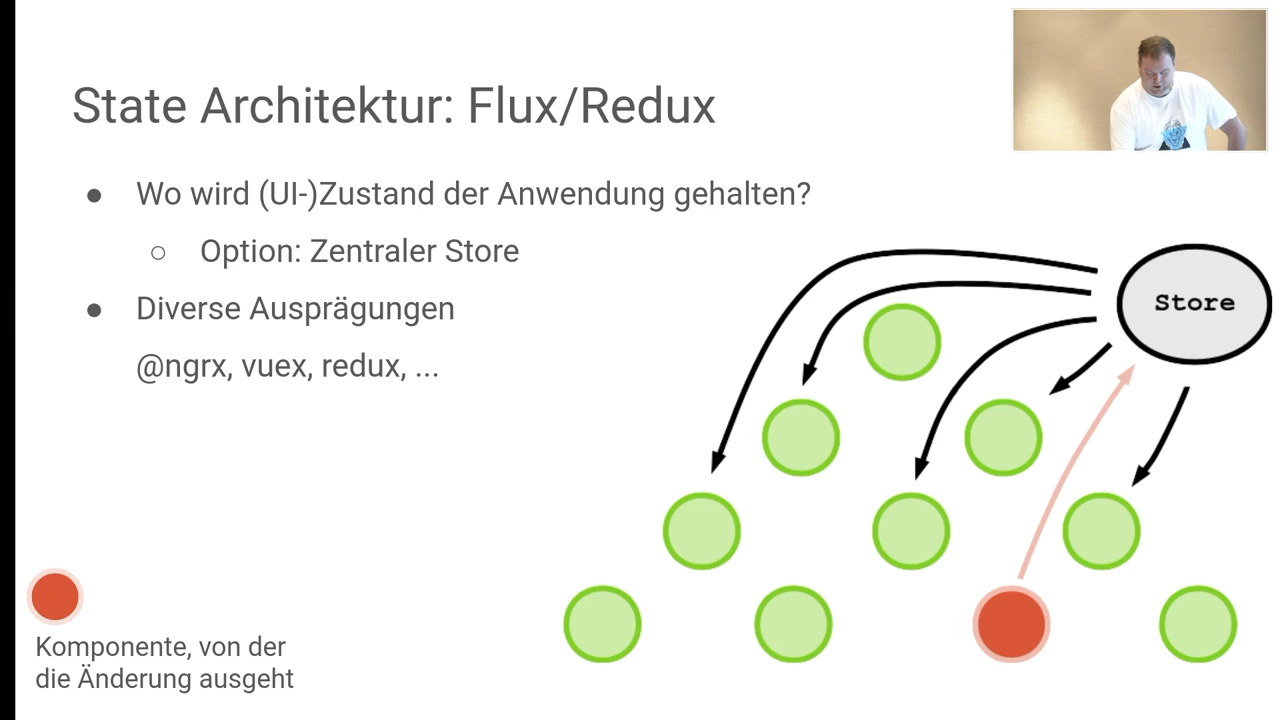 State Architektur: Flux/Redux
● Wo wird (UI-)Zustand der Anwendung gehalten?
○ Option: Zentraler Store
● Diverse Ausprägungen
@ngrx, vuex, redux, ...
Store
Komponente, von der
die Änderung ausgeht